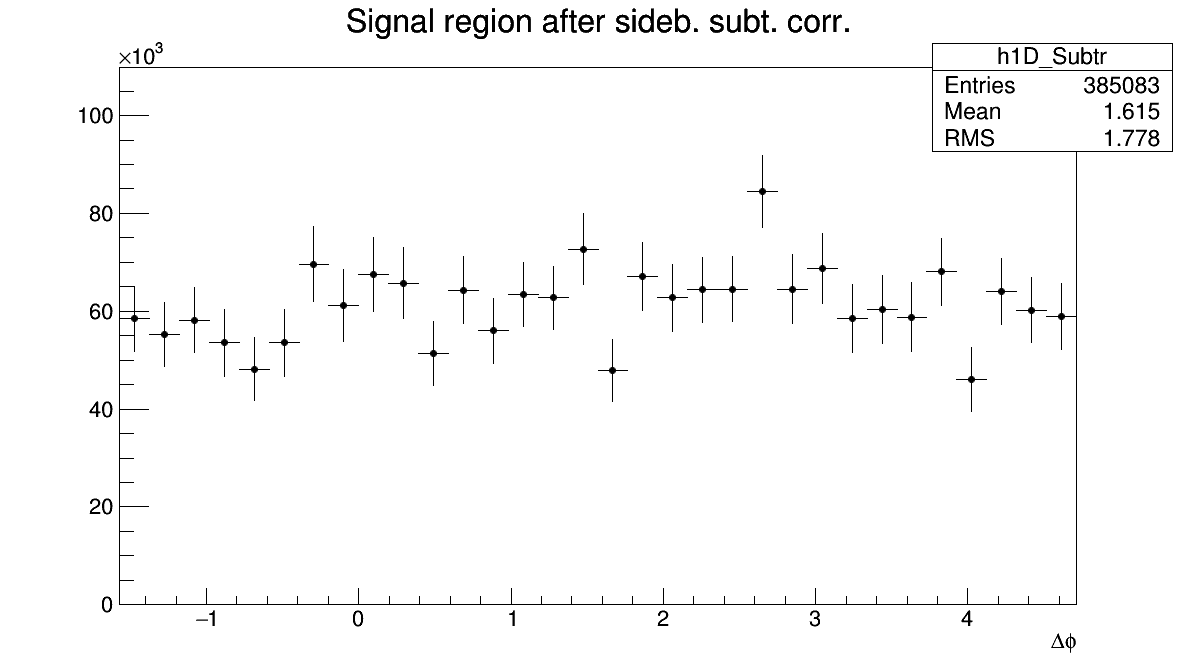 Signal region after sideb. subt. corr.
×10³
h1D_Subtr
Entries 385083
Mean 1.615
RMS 1.778
100
80
60
40
20
0
−1 0 1 2 3 4
Δϕ